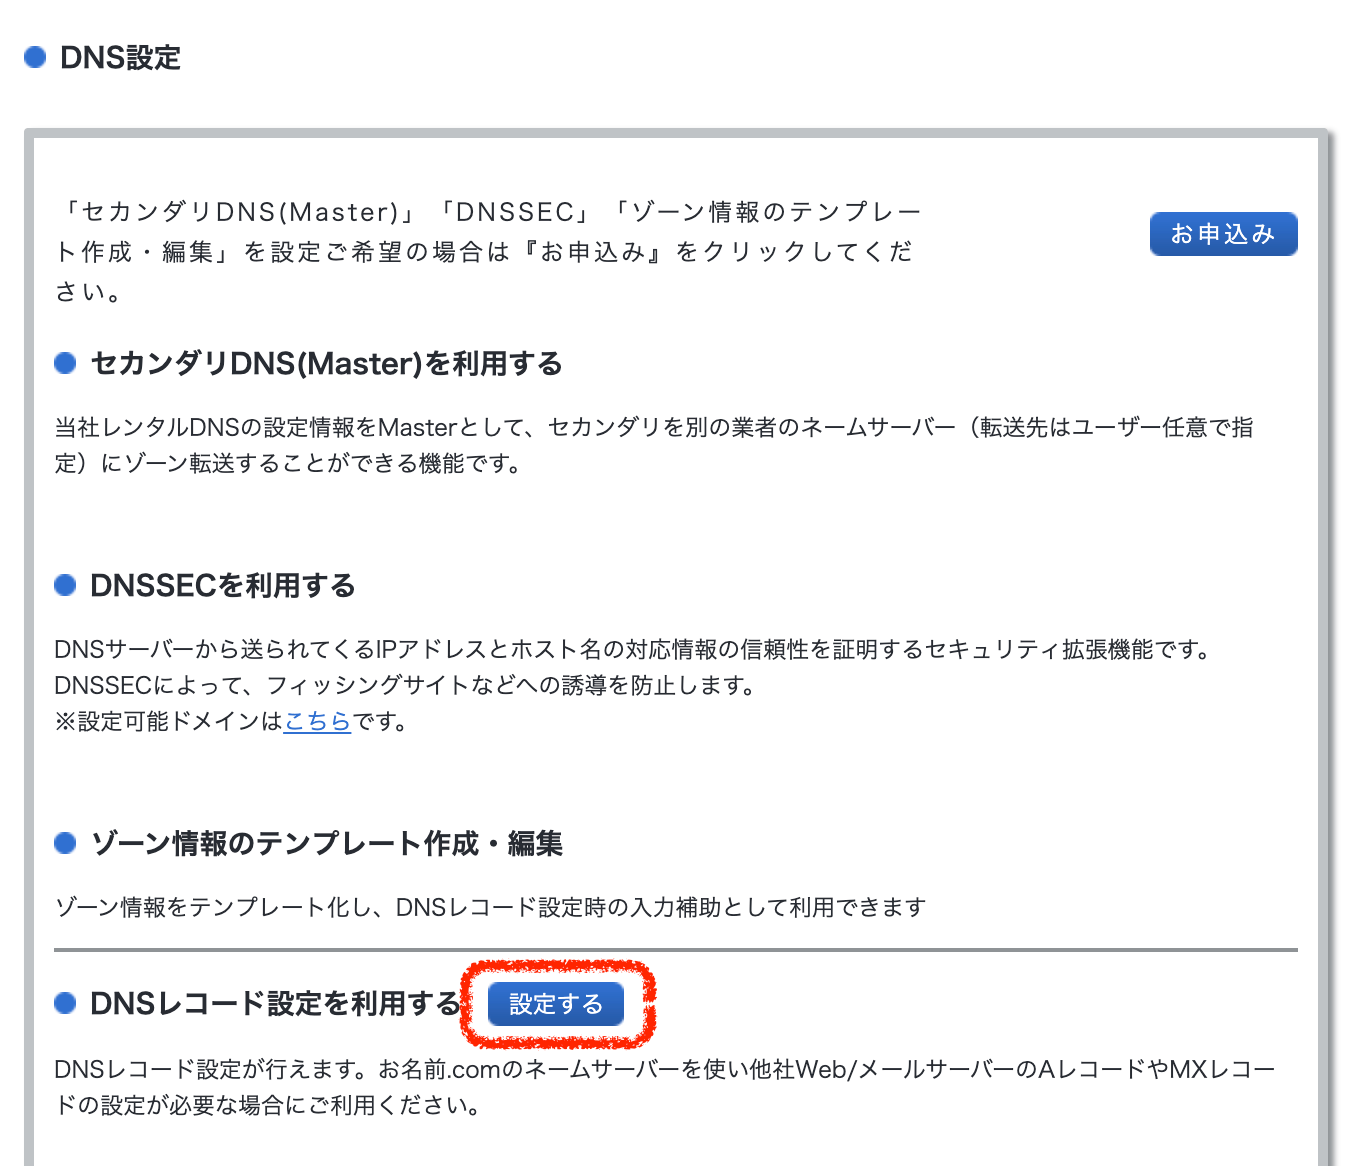 DNS設定
「セカンダリDNS(Master)」「DNSSEC」「ゾーン情報のテンプレー
ト作成・編集」を設定ご希望の場合は『お申込み』をクリックしてくだ
さい。
お申込み
セカンダリDNS(Master)を利用する
当社レンタルDNSの設定情報をMasterとして、セカンダリを別の業者のネームサーバー（転送先はユーザー任意で指
定）にゾーン転送することができる機能です。
DNSSECを利用する
DNSサーバーから送られてくるIPアドレスとホスト名の対応情報の信頼性を証明するセキュリティ拡張機能です。
DNSSECによって、フィッシングサイトなどへの誘導を防止します。
※設定可能ドメインはこちらです。
ゾーン情報のテンプレート作成・編集
ゾーン情報をテンプレート化し、DNSレコード設定時の入力補助として利用できます
DNSレコード設定を利用する 設定する
DNSレコード設定が行えます。お名前.comのネームサーバーを使い他社Web/メールサーバーのAレコードやMXレコー
ドの設定が必要な場合にご利用ください。